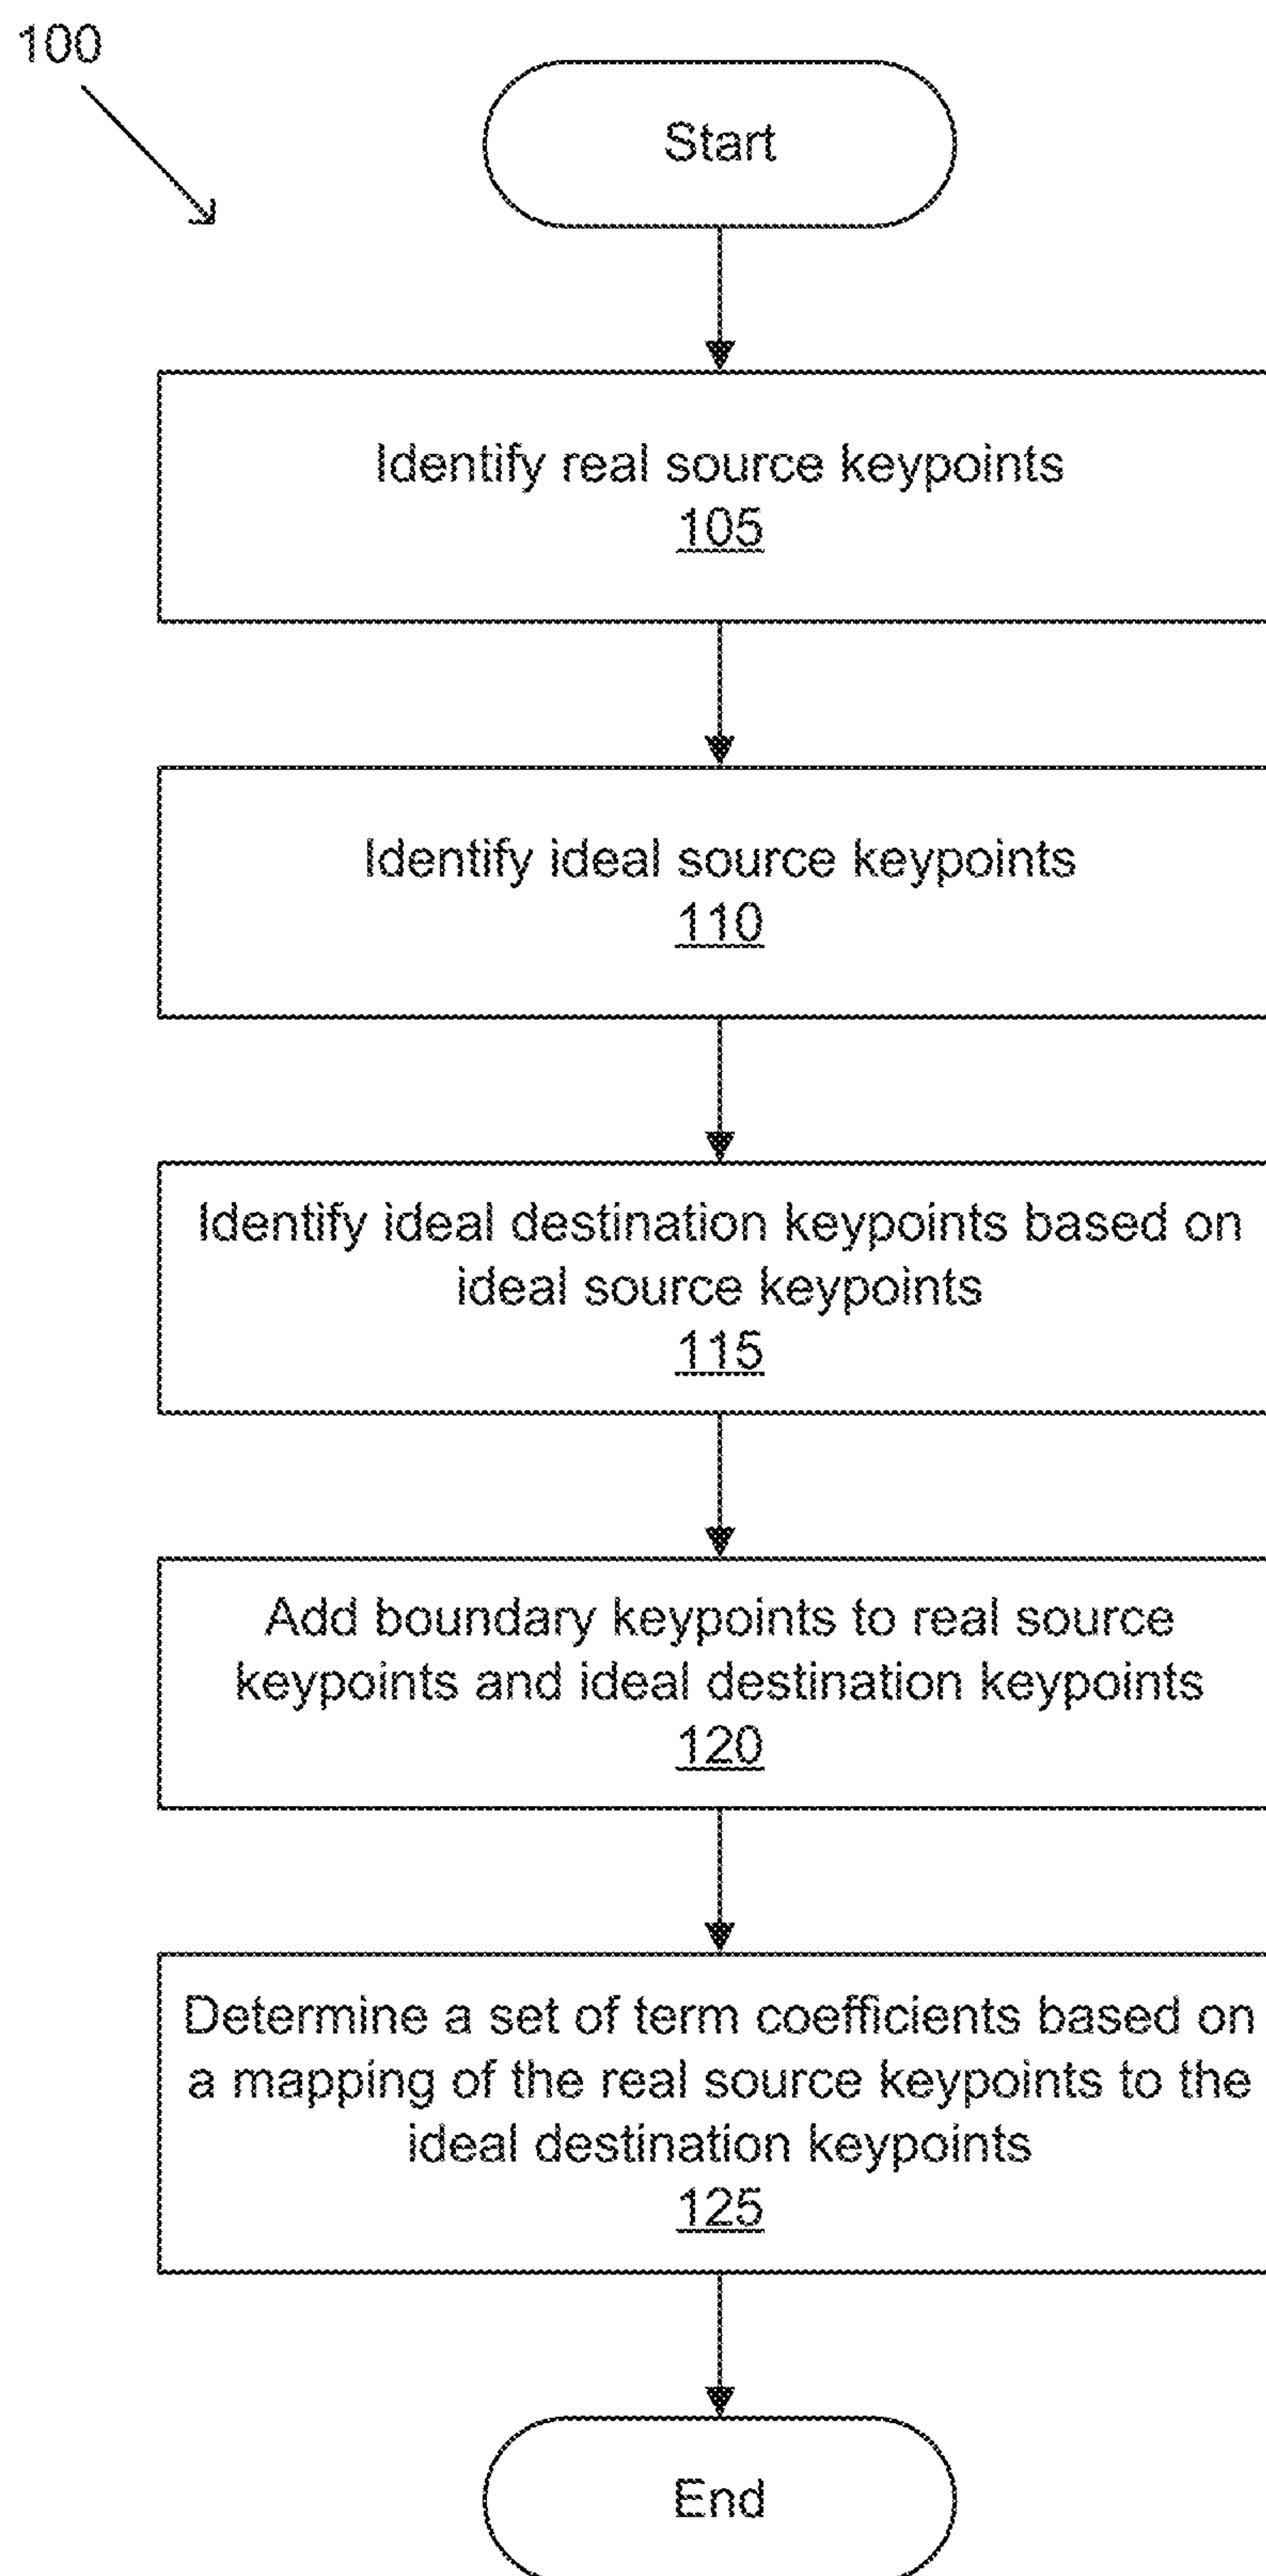 100
Start
Identify real source keypoints
105
Identify ideal source keypoints
110
Identify ideal destination keypoints based on
ideal source keypoints
115
Add boundary keypoints to real source
keypoints and ideal destination keypoints
120
Determine a set of term coefficients based on
a mapping of the real source keypoints to the
ideal destination keypoints
125
End